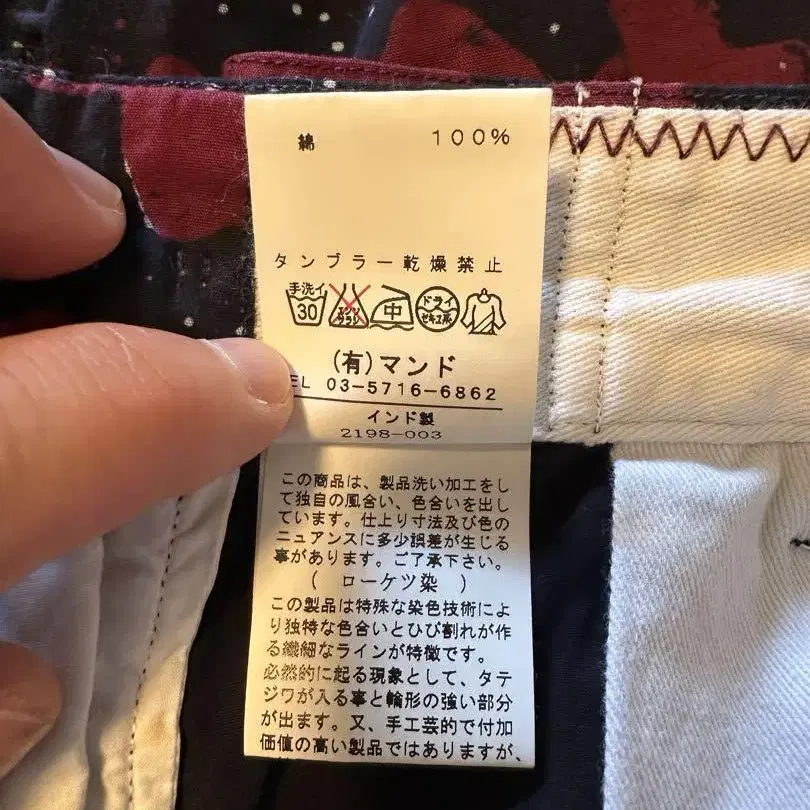 綿 100%
タンブラー乾燥禁止
手洗イ
30
エンソ
サラシ
中
ドライ
セキユ系
(有)マンド
EL 03-5716-6862
インド製
2198-003
この商品は、製品洗い加工をし
て独自の風合い、色合いを出し
ています。仕上り寸法及び色の
ニュアンスに多少誤差が生じる
事があります。ご了承下さい。
( ローケツ染 )
この製品は特殊な染色技術によ
り独特な色合いとひび割れが作
る繊細なラインが特徴です。
必然的に起る現象として、タテ
ジワが入る事と輪形の強い部分
が出ます。又、手工芸的で付加
価値の高い製品ではありますが、